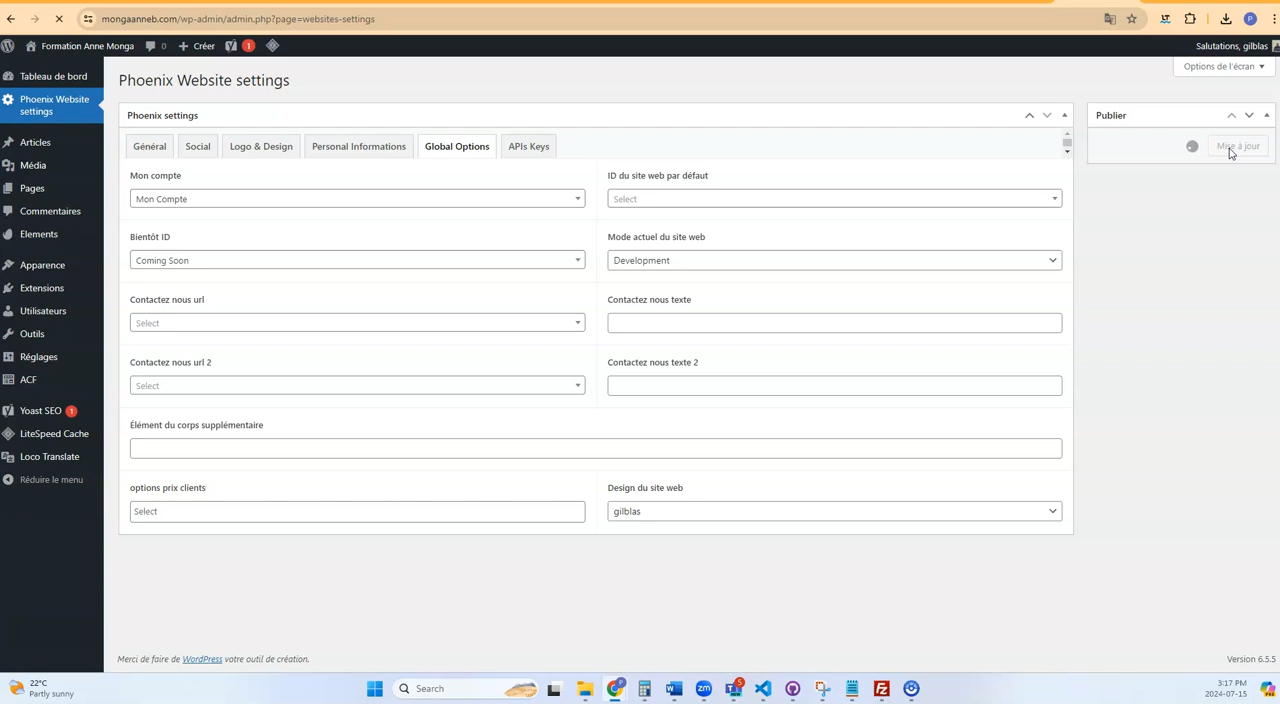 mongaanneb.com/wp-admin/admin.php?page=websites-settings
Formation Anne Monga
0
Créer
1
Salutations, gilblas
Options de l'écran
Tableau de bord
Phoenix Website
settings
Articles
Média
Pages
Commentaires
Elements
Apparence
Extensions
Utilisateurs
Outils
Réglages
ACF
Yoast SEO 1
LiteSpeed Cache
Loco Translate
Réduire le menu
Phoenix Website settings
Phoenix settings
Général
Social
Logo & Design
Personal Informations
Global Options
APIs Keys
Mon compte
ID du site web par défaut
Mon Compte
Select
Bientôt ID
Mode actuel du site web
Coming Soon
Development
Contactez nous url
Contactez nous texte
Select
Contactez nous url 2
Contactez nous texte 2
Select
Élément du corps supplémentaire
options prix clients
Design du site web
Select
gilblas
Publier
Mise à jour
Merci de faire de WordPress votre outil de création.
Version 6.5.5
22°C
Partly sunny
Search
5
3:17 PM
2024-07-15